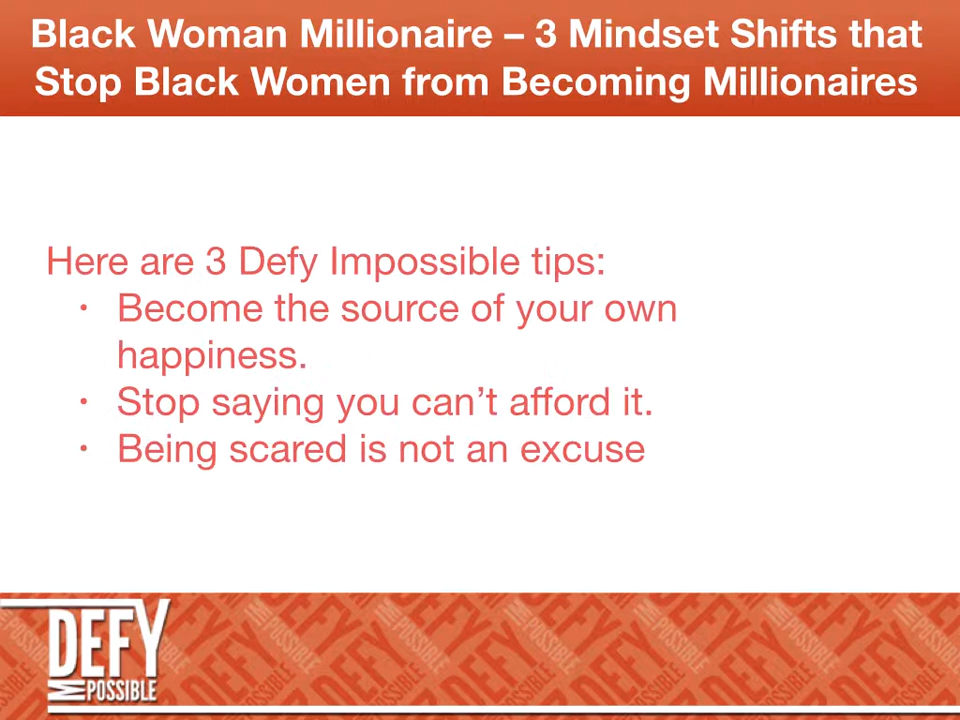 Black Woman Millionaire – 3 Mindset Shifts that
Stop Black Women from Becoming Millionaires
Here are 3 Defy Impossible tips:
• Become the source of your own
happiness.
• Stop saying you can’t afford it.
• Being scared is not an excuse
DEFY
IMPOSSIBLE